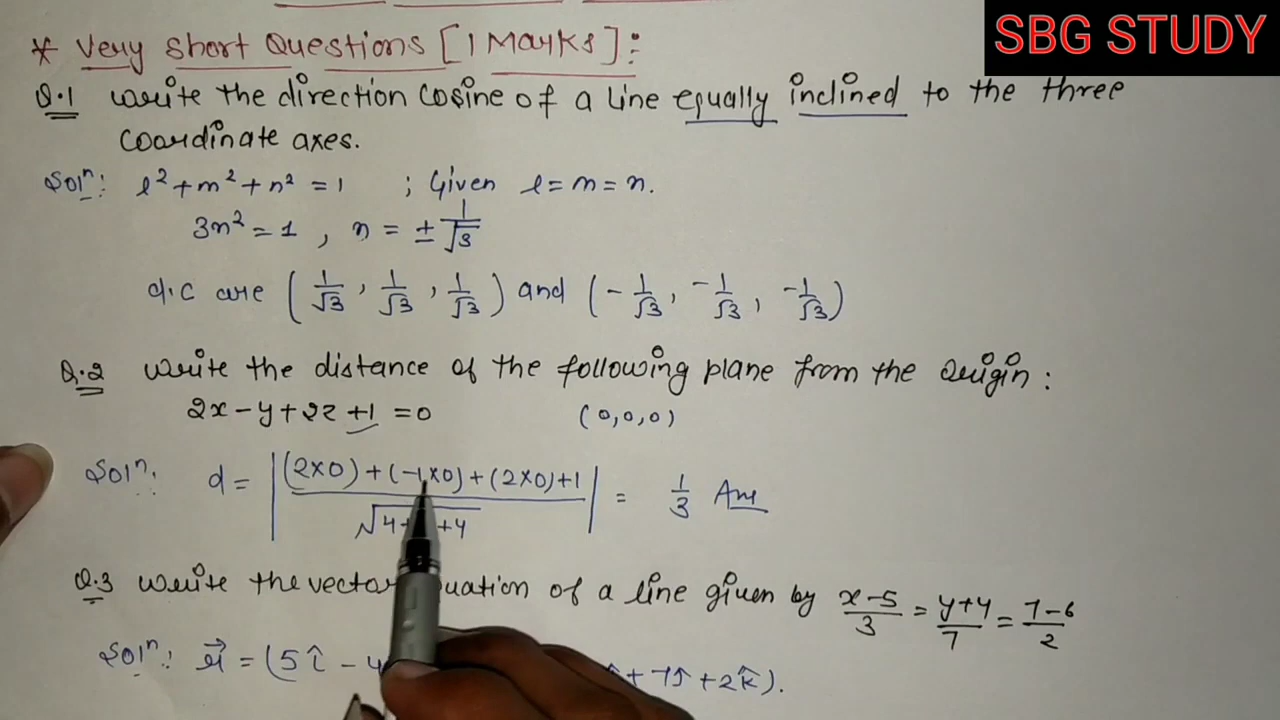 SBG STUDY
* Very Short Questions [1 Marks]:
Q.1 Write the direction cosine of a line equally inclined to the three
coordinate axes.
Solⁿ: l² + m² + n² = 1 ; Given l = m = n.
3n² = 1 , n = ± 1/√3
d.c are (1/√3, 1/√3, 1/√3) and (-1/√3, -1/√3, -1/√3)
Q.2 Write the distance of the following plane from the origin:
2x - y + 2z + 1 = 0 (0,0,0)
Solⁿ: d = |(2×0) + (-1×0) + (2×0) + 1 / √4+ +4| = 1/3 Ans
Q.3 Write the vector of a line given by x-5/3 = y+4/7 = 7-6/2
Solⁿ: r⃗ = (5î - 4 + 7ĵ + 2k̂).